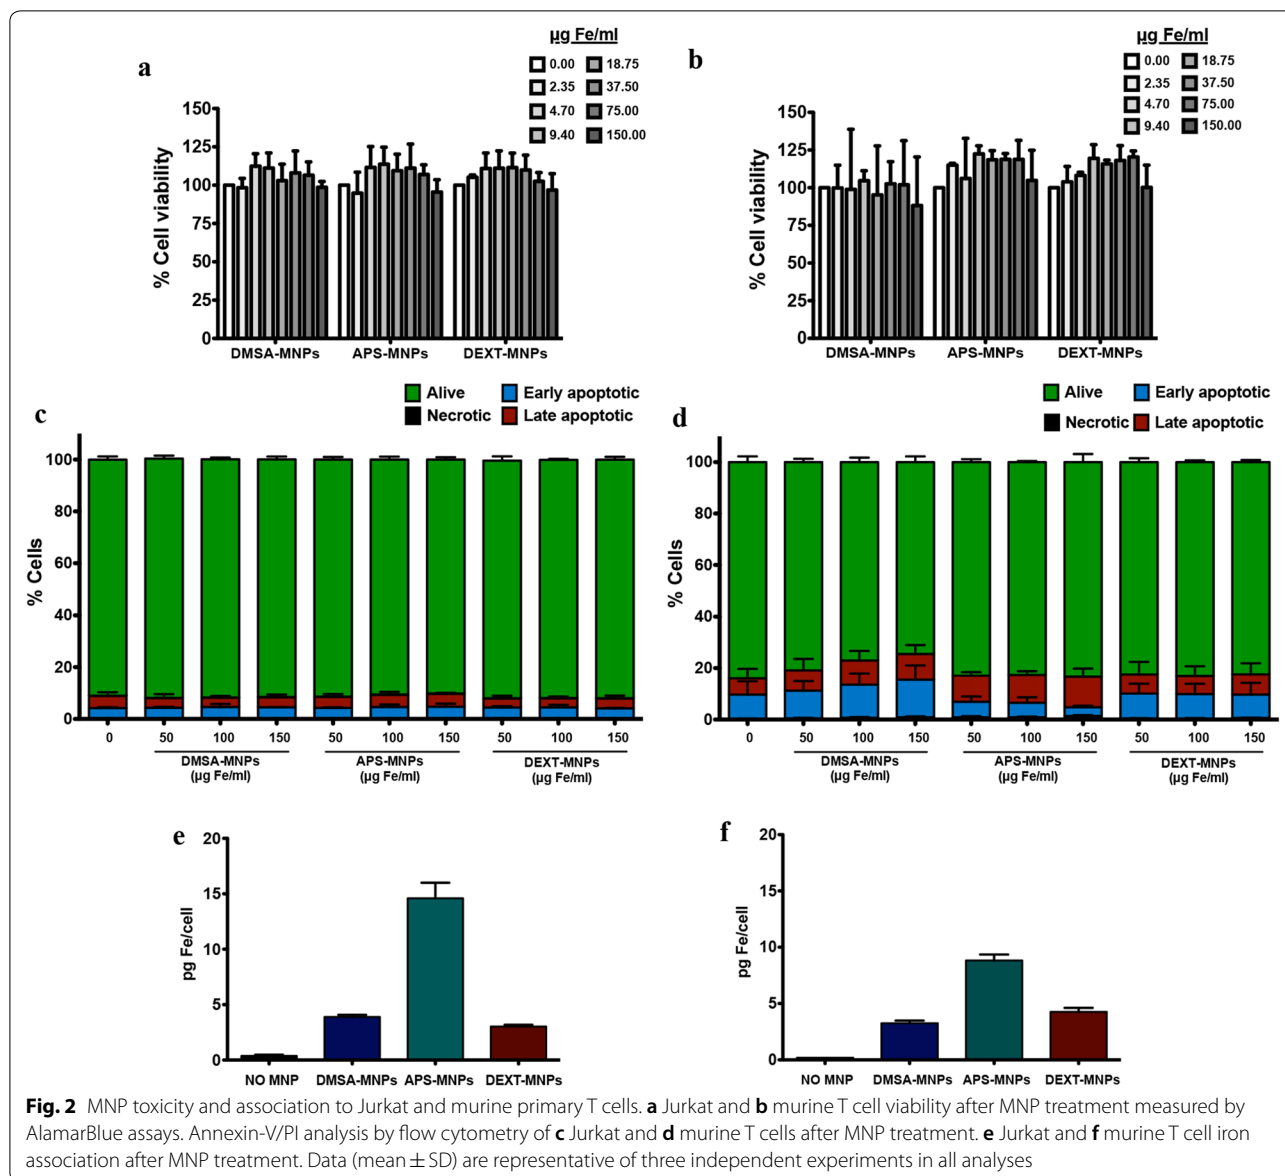 a
µg Fe/ml
0.00 18.75
2.35 37.50
4.70 75.00
9.40 150.00
% Cell viability
150
125
100
75
50
25
0
DMSA-MNPs APS-MNPs DEXT-MNPs
b
µg Fe/ml
0.00 18.75
2.35 37.50
4.70 75.00
9.40 150.00
% Cell viability
150
125
100
75
50
25
0
DMSA-MNPs APS-MNPs DEXT-MNPs
c
Alive Early apoptotic
Necrotic Late apoptotic
% Cells
100
80
60
40
20
0
0 50 100 150 50 100 150 50 100 150
DMSA-MNPs APS-MNPs DEXT-MNPs
(µg Fe/ml) (µg Fe/ml) (µg Fe/ml)
d
Alive Early apoptotic
Necrotic Late apoptotic
% Cells
100
80
60
40
20
0
0 50 100 150 50 100 150 50 100 150
DMSA-MNPs APS-MNPs DEXT-MNPs
(µg Fe/ml) (µg Fe/ml) (µg Fe/ml)
e
pg Fe/cell
20
15
10
5
0
NO MNP DMSA-MNPs APS-MNPs DEXT-MNPs
f
pg Fe/cell
20
15
10
5
0
NO MNP DMSA-MNPs APS-MNPs DEXT-MNPs
Fig. 2 MNP toxicity and association to Jurkat and murine primary T cells. a Jurkat and b murine T cell viability after MNP treatment measured by
AlamarBlue assays. Annexin-V/PI analysis by flow cytometry of c Jurkat and d murine T cells after MNP treatment. e Jurkat and f murine T cell iron
association after MNP treatment. Data (mean ± SD) are representative of three independent experiments in all analyses